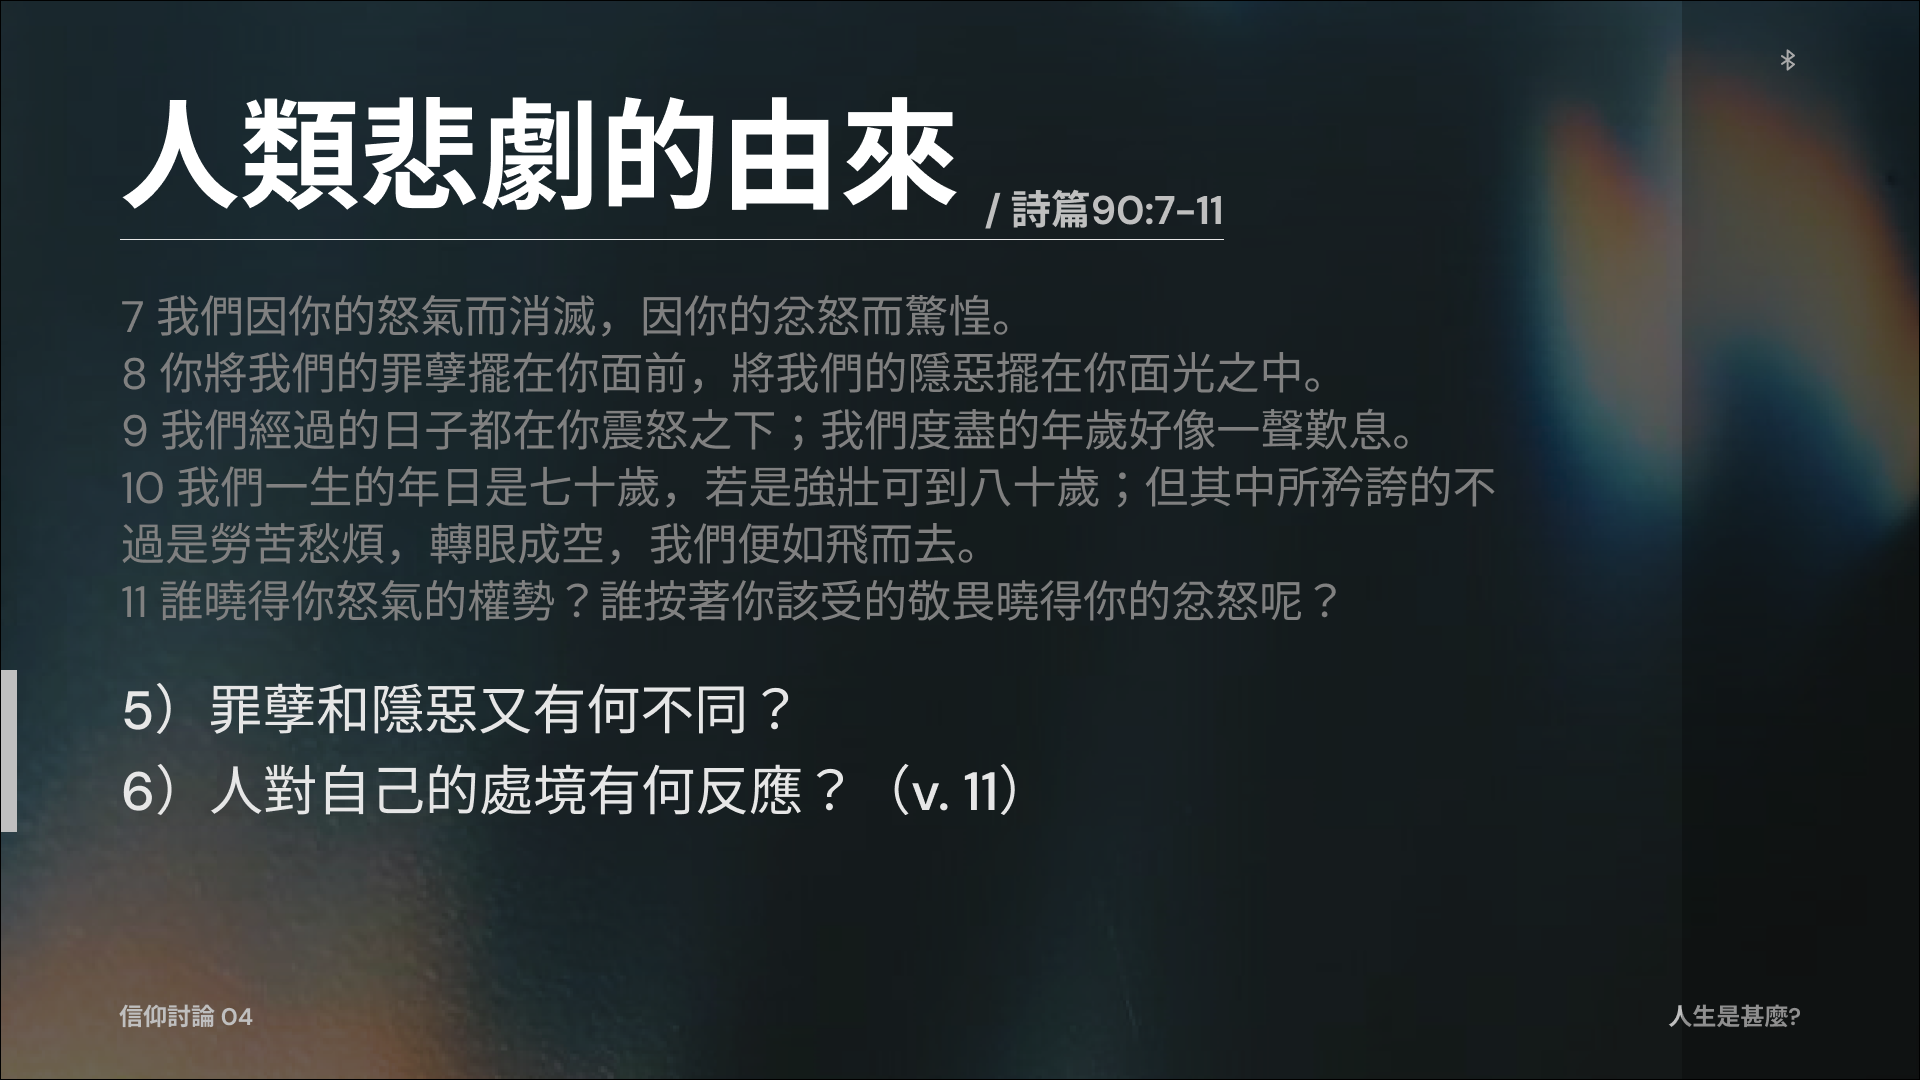 人類悲劇的由來 / 詩篇90:7-11
7 我們因你的怒氣而消滅，因你的忿怒而驚惶。
8 你將我們的罪孽擺在你面前，將我們的隱惡擺在你面光之中。
9 我們經過的日子都在你震怒之下；我們度盡的年歲好像一聲歎息。
10 我們一生的年日是七十歲，若是強壯可到八十歲；但其中所矜誇的不
過是勞苦愁煩，轉眼成空，我們便如飛而去。
11 誰曉得你怒氣的權勢？誰按著你該受的敬畏曉得你的忿怒呢？
5）罪孽和隱惡又有何不同？
6）人對自己的處境有何反應？（v. 11）
信仰討論 04
人生是甚麼?